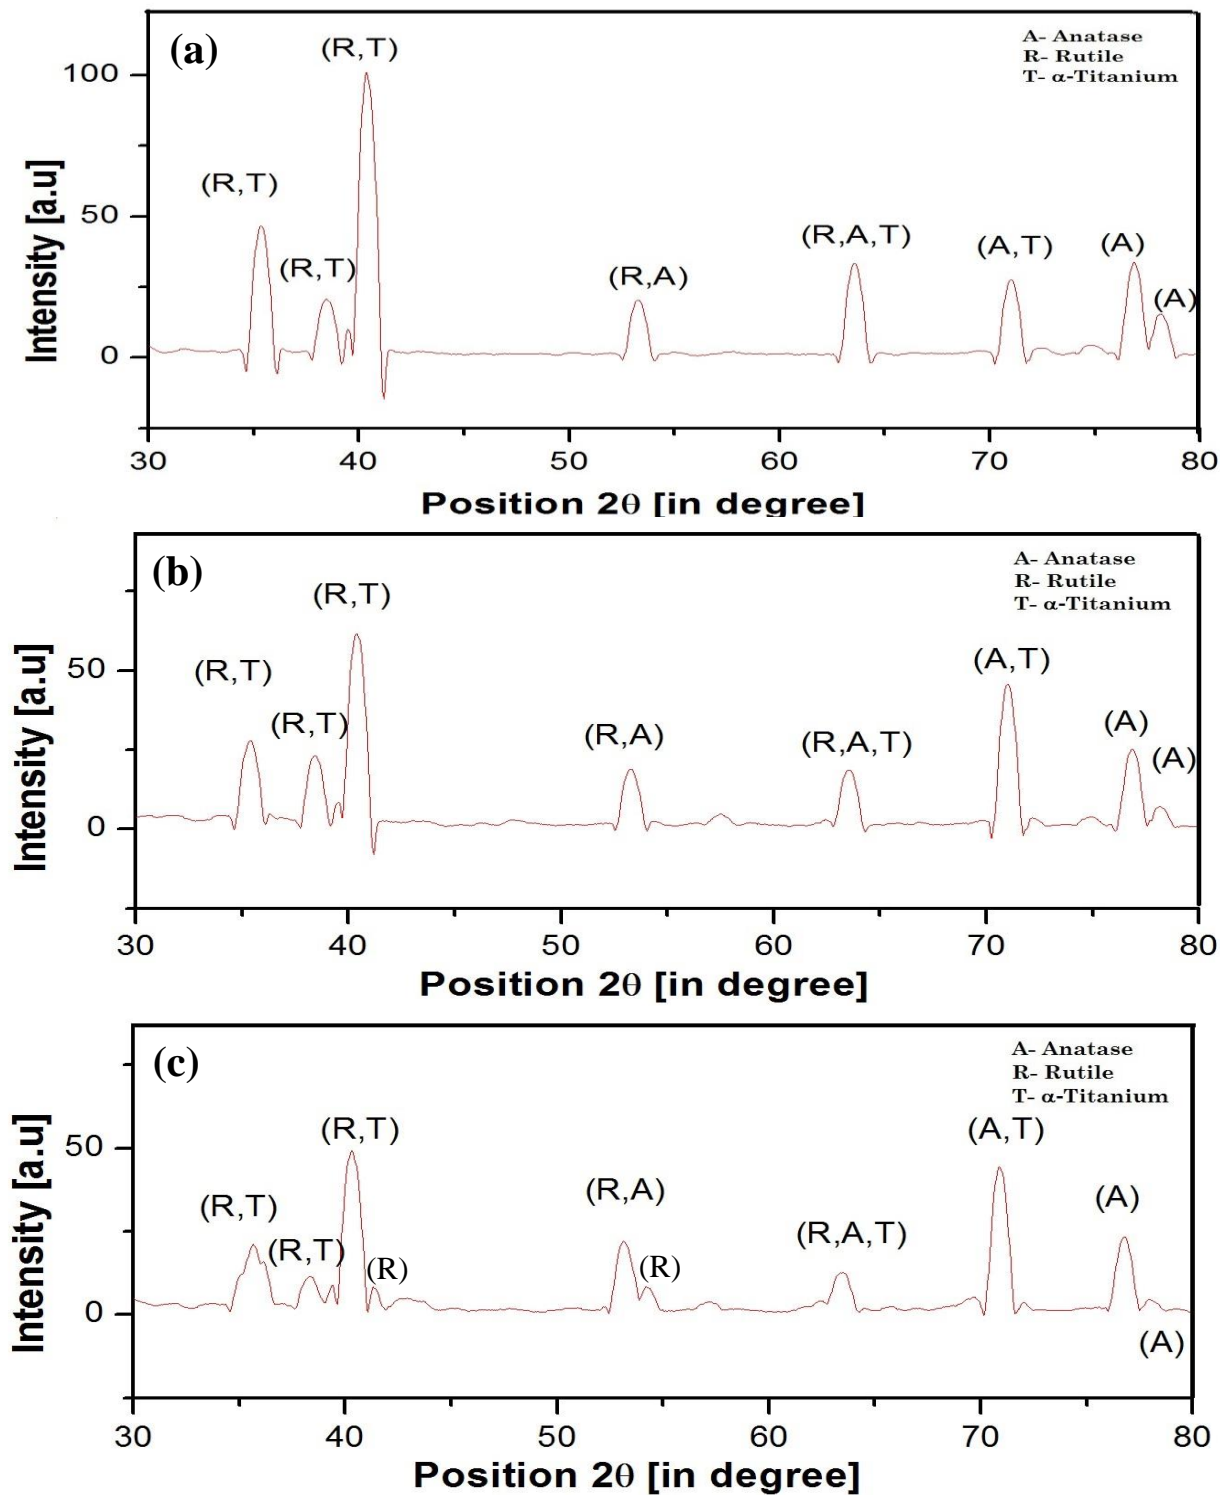 (a)
(R,T)
A- Anatase
R- Rutile
T- α-Titanium
100
50
0
Intensity [a.u]
(R,T)
(R,T)
(R,A)
(R,A,T)
(A,T)
(A)
(A)
30 40 50 60 70 80
Position 2θ [in degree]
(b)
(R,T)
A- Anatase
R- Rutile
T- α-Titanium
50
0
Intensity [a.u]
(R,T)
(R,T)
(R,A)
(R,A,T)
(A,T)
(A)
(A)
30 40 50 60 70 80
Position 2θ [in degree]
(c)
(R,T)
A- Anatase
R- Rutile
T- α-Titanium
50
0
Intensity [a.u]
(R,T)
(R,T)
(R)
(R,A)
(R)
(R,A,T)
(A,T)
(A)
(A)
30 40 50 60 70 80
Position 2θ [in degree]